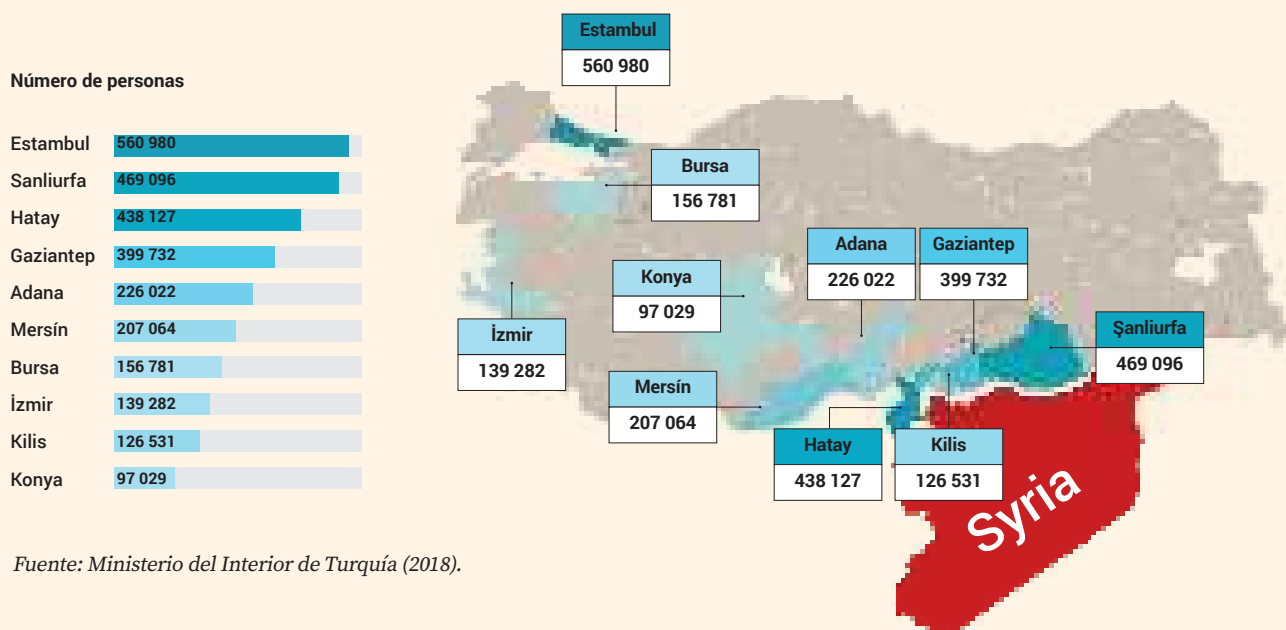 Número de personas
Estambul 560 980
Sanliurfa 469 096
Hatay 438 127
Gaziantep 399 732
Adana 226 022
Mersín 207 064
Bursa 156 781
İzmir 139 282
Kilis 126 531
Konya 97 029
Estambul
560 980
Bursa
156 781
Adana
226 022
Gaziantep
399 732
Konya
97 029
Şanliurfa
469 096
İzmir
139 282
Mersín
207 064
Hatay
438 127
Kilis
126 531
Syria
Fuente: Ministerio del Interior de Turquía (2018).